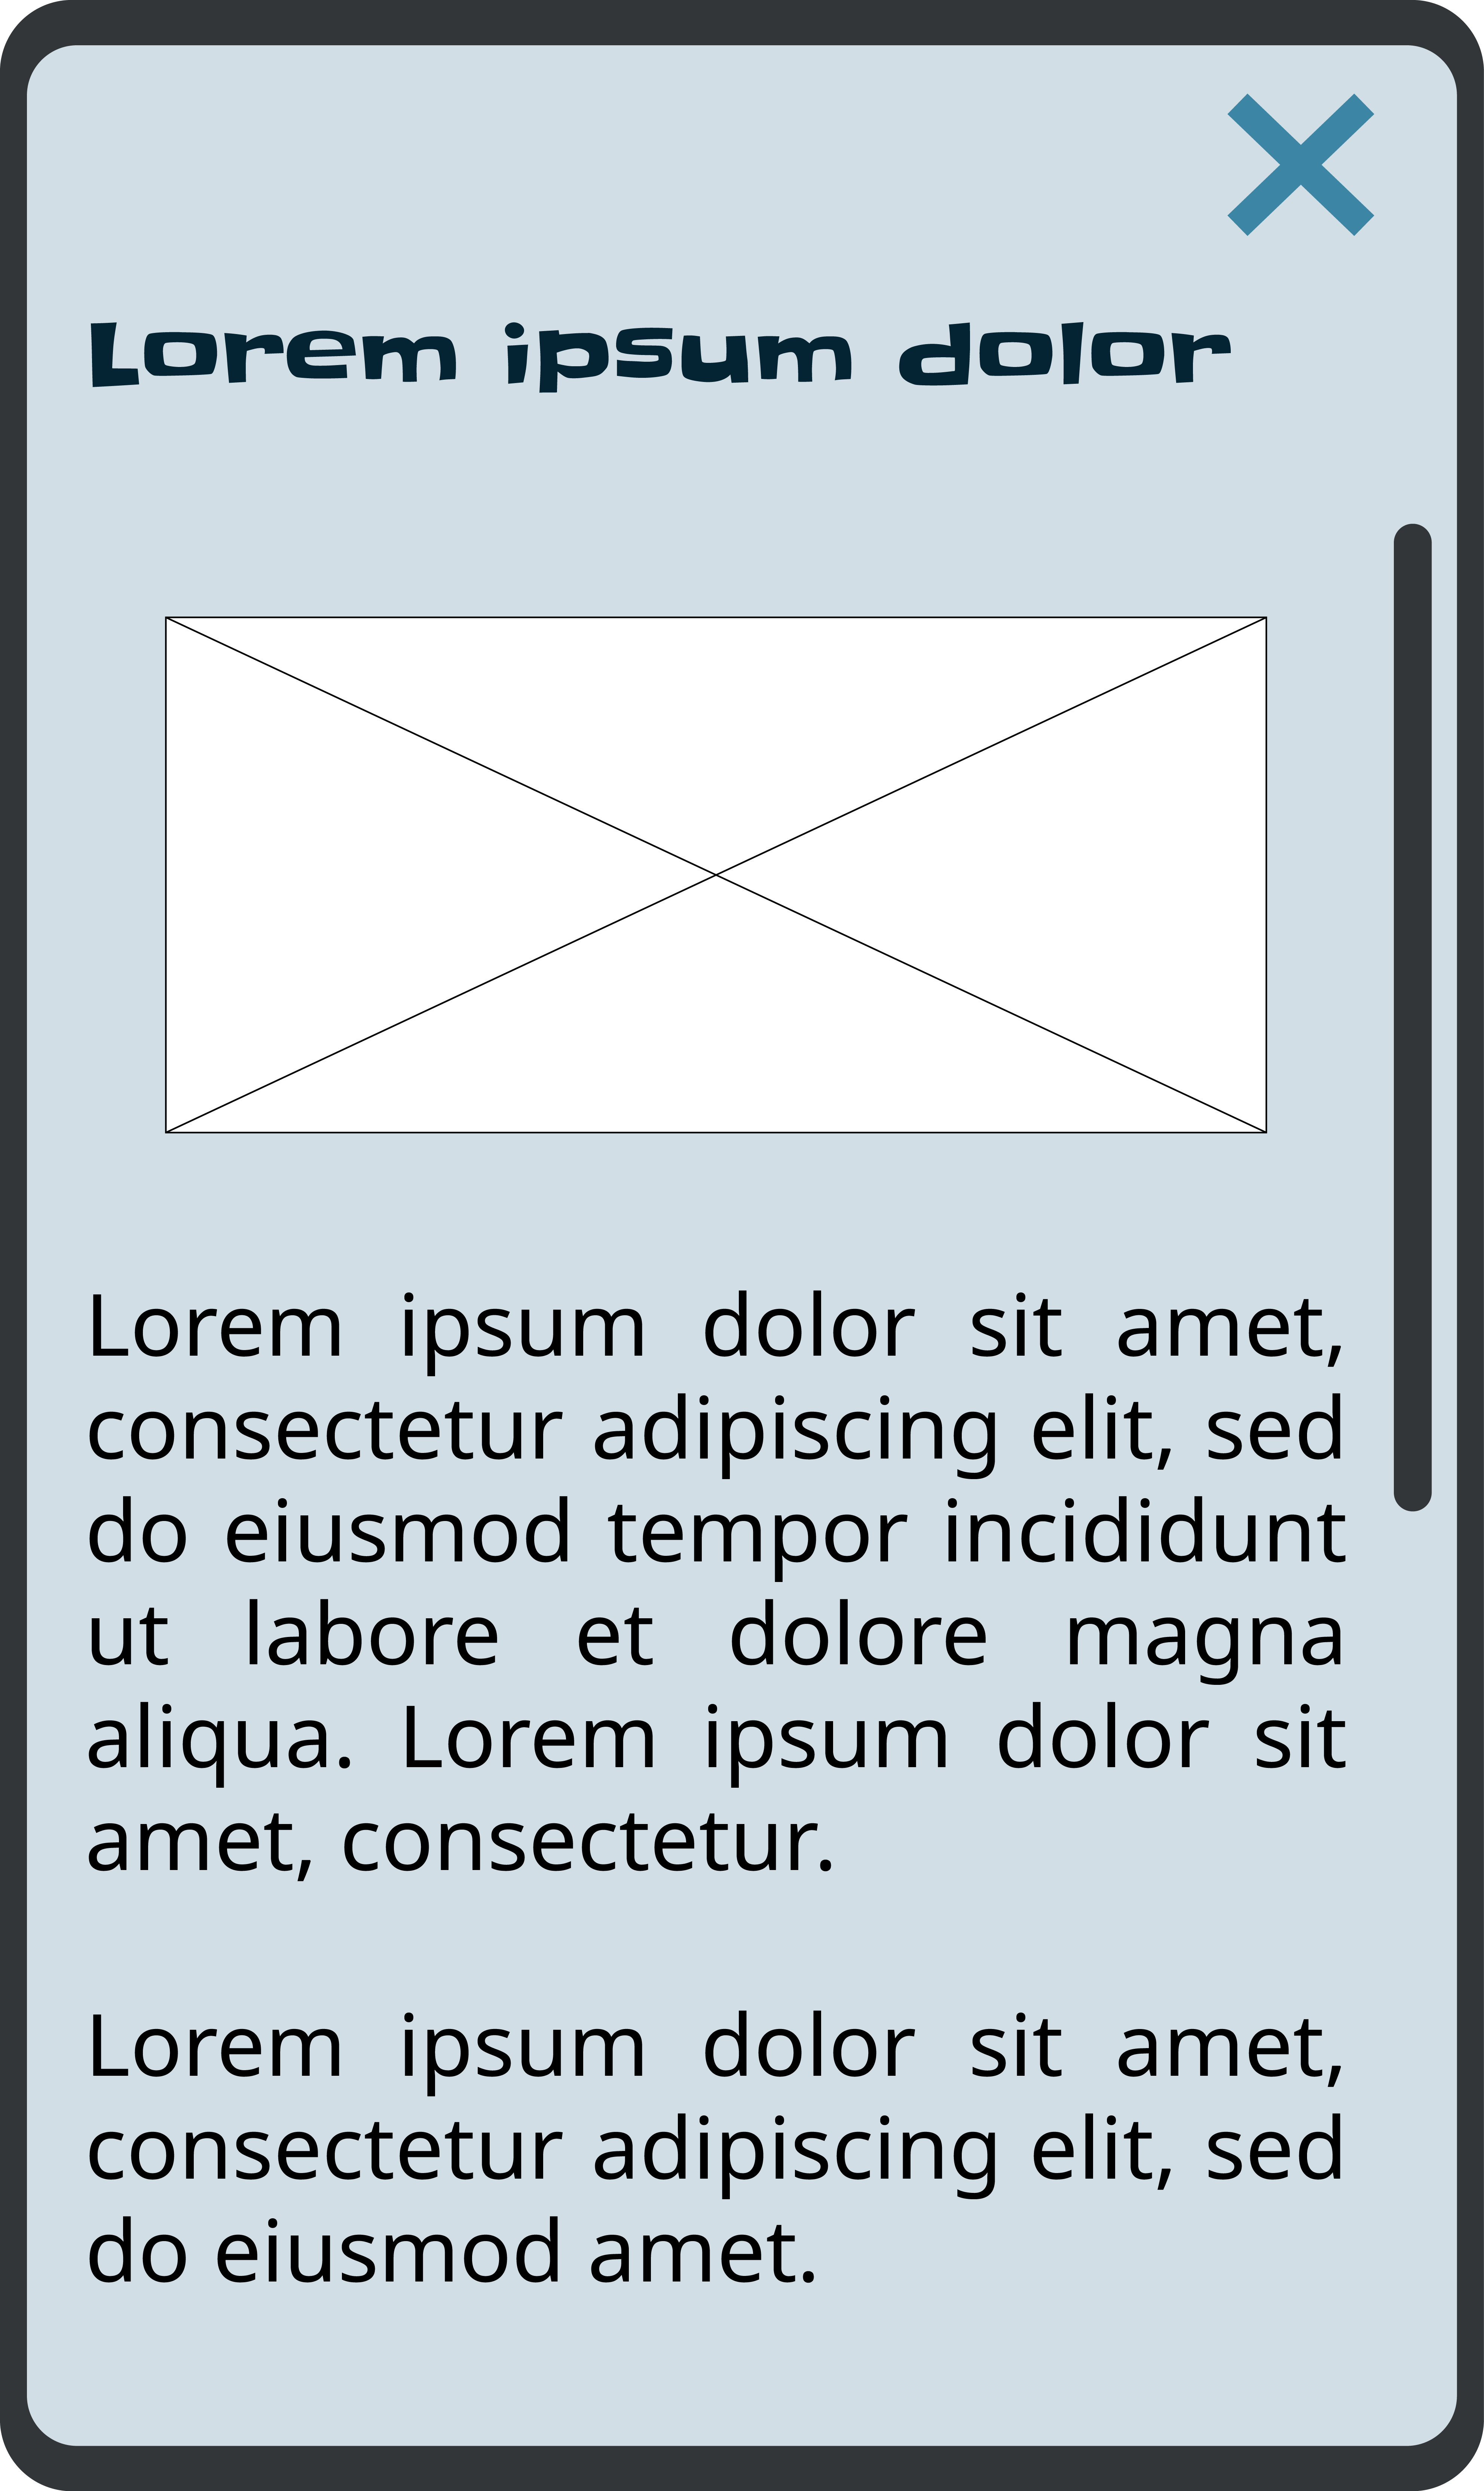 Lorem ipsum dolor
Lorem ipsum dolor sit amet,
consectetur adipiscing elit, sed
do eiusmod tempor incididunt
ut labore et dolore magna
aliqua. Lorem ipsum dolor sit
amet, consectetur.
Lorem ipsum dolor sit amet,
consectetur adipiscing elit, sed
do eiusmod amet.